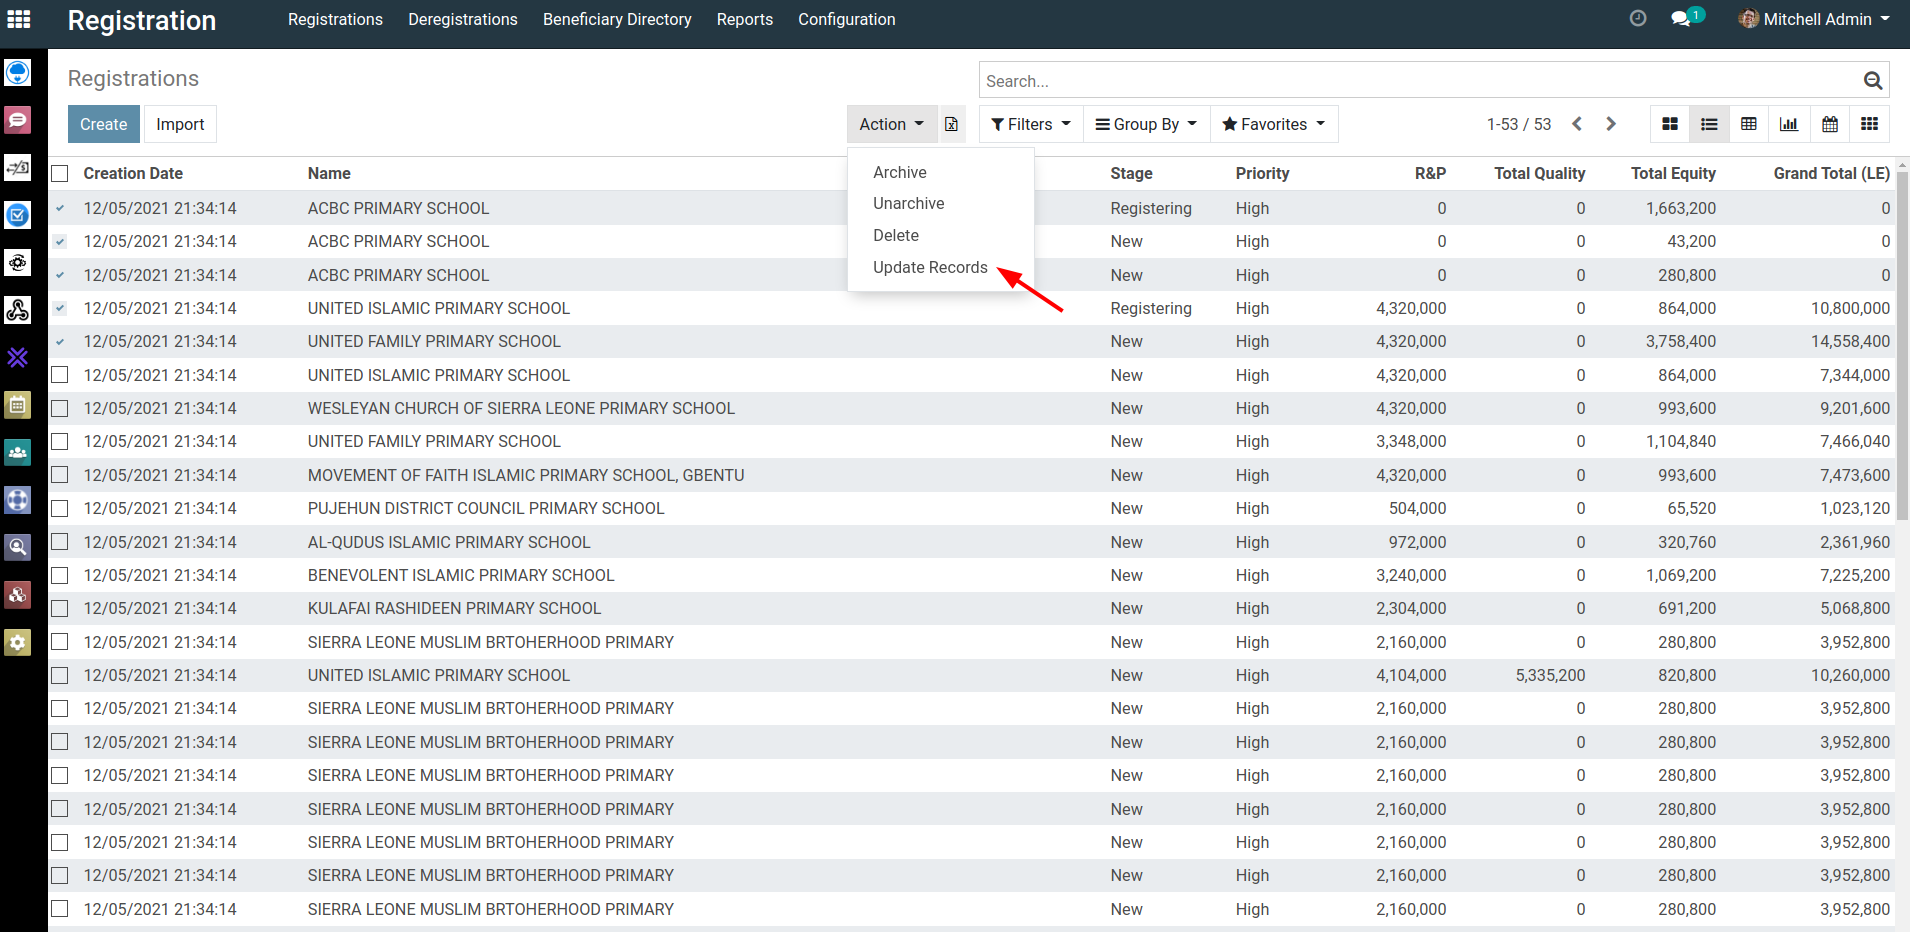 Registration Registrations Deregistrations Beneficiary Directory Reports Configuration 1 Mitchell Admin
Registrations Search...
Create Import Action Filters Group By Favorites 1-53 / 53
Archive
Unarchive
Delete
Update Records
Creation Date Name Stage Priority R&P Total Quality Total Equity Grand Total (LE)
12/05/2021 21:34:14 ACBC PRIMARY SCHOOL Registering High 0 0 1,663,200 0
12/05/2021 21:34:14 ACBC PRIMARY SCHOOL New High 0 0 43,200 0
12/05/2021 21:34:14 ACBC PRIMARY SCHOOL New High 0 0 280,800 0
12/05/2021 21:34:14 UNITED ISLAMIC PRIMARY SCHOOL Registering High 4,320,000 0 864,000 10,800,000
12/05/2021 21:34:14 UNITED FAMILY PRIMARY SCHOOL New High 4,320,000 0 3,758,400 14,558,400
12/05/2021 21:34:14 UNITED ISLAMIC PRIMARY SCHOOL New High 4,320,000 0 864,000 7,344,000
12/05/2021 21:34:14 WESLEYAN CHURCH OF SIERRA LEONE PRIMARY SCHOOL New High 4,320,000 0 993,600 9,201,600
12/05/2021 21:34:14 UNITED FAMILY PRIMARY SCHOOL New High 3,348,000 0 1,104,840 7,466,040
12/05/2021 21:34:14 MOVEMENT OF FAITH ISLAMIC PRIMARY SCHOOL, GBENTU New High 4,320,000 0 993,600 7,473,600
12/05/2021 21:34:14 PUJEHUN DISTRICT COUNCIL PRIMARY SCHOOL New High 504,000 0 65,520 1,023,120
12/05/2021 21:34:14 AL-QUDUS ISLAMIC PRIMARY SCHOOL New High 972,000 0 320,760 2,361,960
12/05/2021 21:34:14 BENEVOLENT ISLAMIC PRIMARY SCHOOL New High 3,240,000 0 1,069,200 7,225,200
12/05/2021 21:34:14 KULAFAI RASHIDEEN PRIMARY SCHOOL New High 2,304,000 0 691,200 5,068,800
12/05/2021 21:34:14 SIERRA LEONE MUSLIM BRTOHERHOOD PRIMARY New High 2,160,000 0 280,800 3,952,800
12/05/2021 21:34:14 UNITED ISLAMIC PRIMARY SCHOOL New High 4,104,000 5,335,200 820,800 10,260,000
12/05/2021 21:34:14 SIERRA LEONE MUSLIM BRTOHERHOOD PRIMARY New High 2,160,000 0 280,800 3,952,800
12/05/2021 21:34:14 SIERRA LEONE MUSLIM BRTOHERHOOD PRIMARY New High 2,160,000 0 280,800 3,952,800
12/05/2021 21:34:14 SIERRA LEONE MUSLIM BRTOHERHOOD PRIMARY New High 2,160,000 0 280,800 3,952,800
12/05/2021 21:34:14 SIERRA LEONE MUSLIM BRTOHERHOOD PRIMARY New High 2,160,000 0 280,800 3,952,800
12/05/2021 21:34:14 SIERRA LEONE MUSLIM BRTOHERHOOD PRIMARY New High 2,160,000 0 280,800 3,952,800
12/05/2021 21:34:14 SIERRA LEONE MUSLIM BRTOHERHOOD PRIMARY New High 2,160,000 0 280,800 3,952,800
12/05/2021 21:34:14 SIERRA LEONE MUSLIM BRTOHERHOOD PRIMARY New High 2,160,000 0 280,800 3,952,800